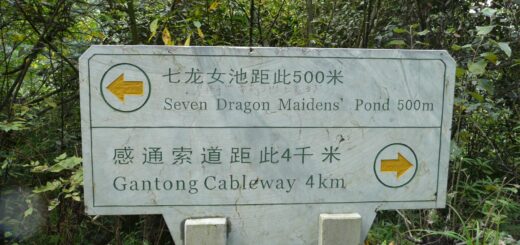 七龙女池距此500米
Seven Dragon Maidens' Pond 500m
感通索道距此4千米
Gantong Cableway 4km